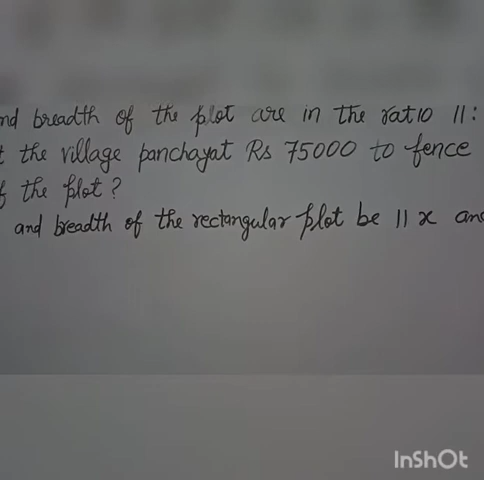 nd breadth of the plot are in the ratio 11:
t the village panchayat Rs 75000 to fence
f the plot?
and breadth of the rectangular plot be 11 x and
InShOt